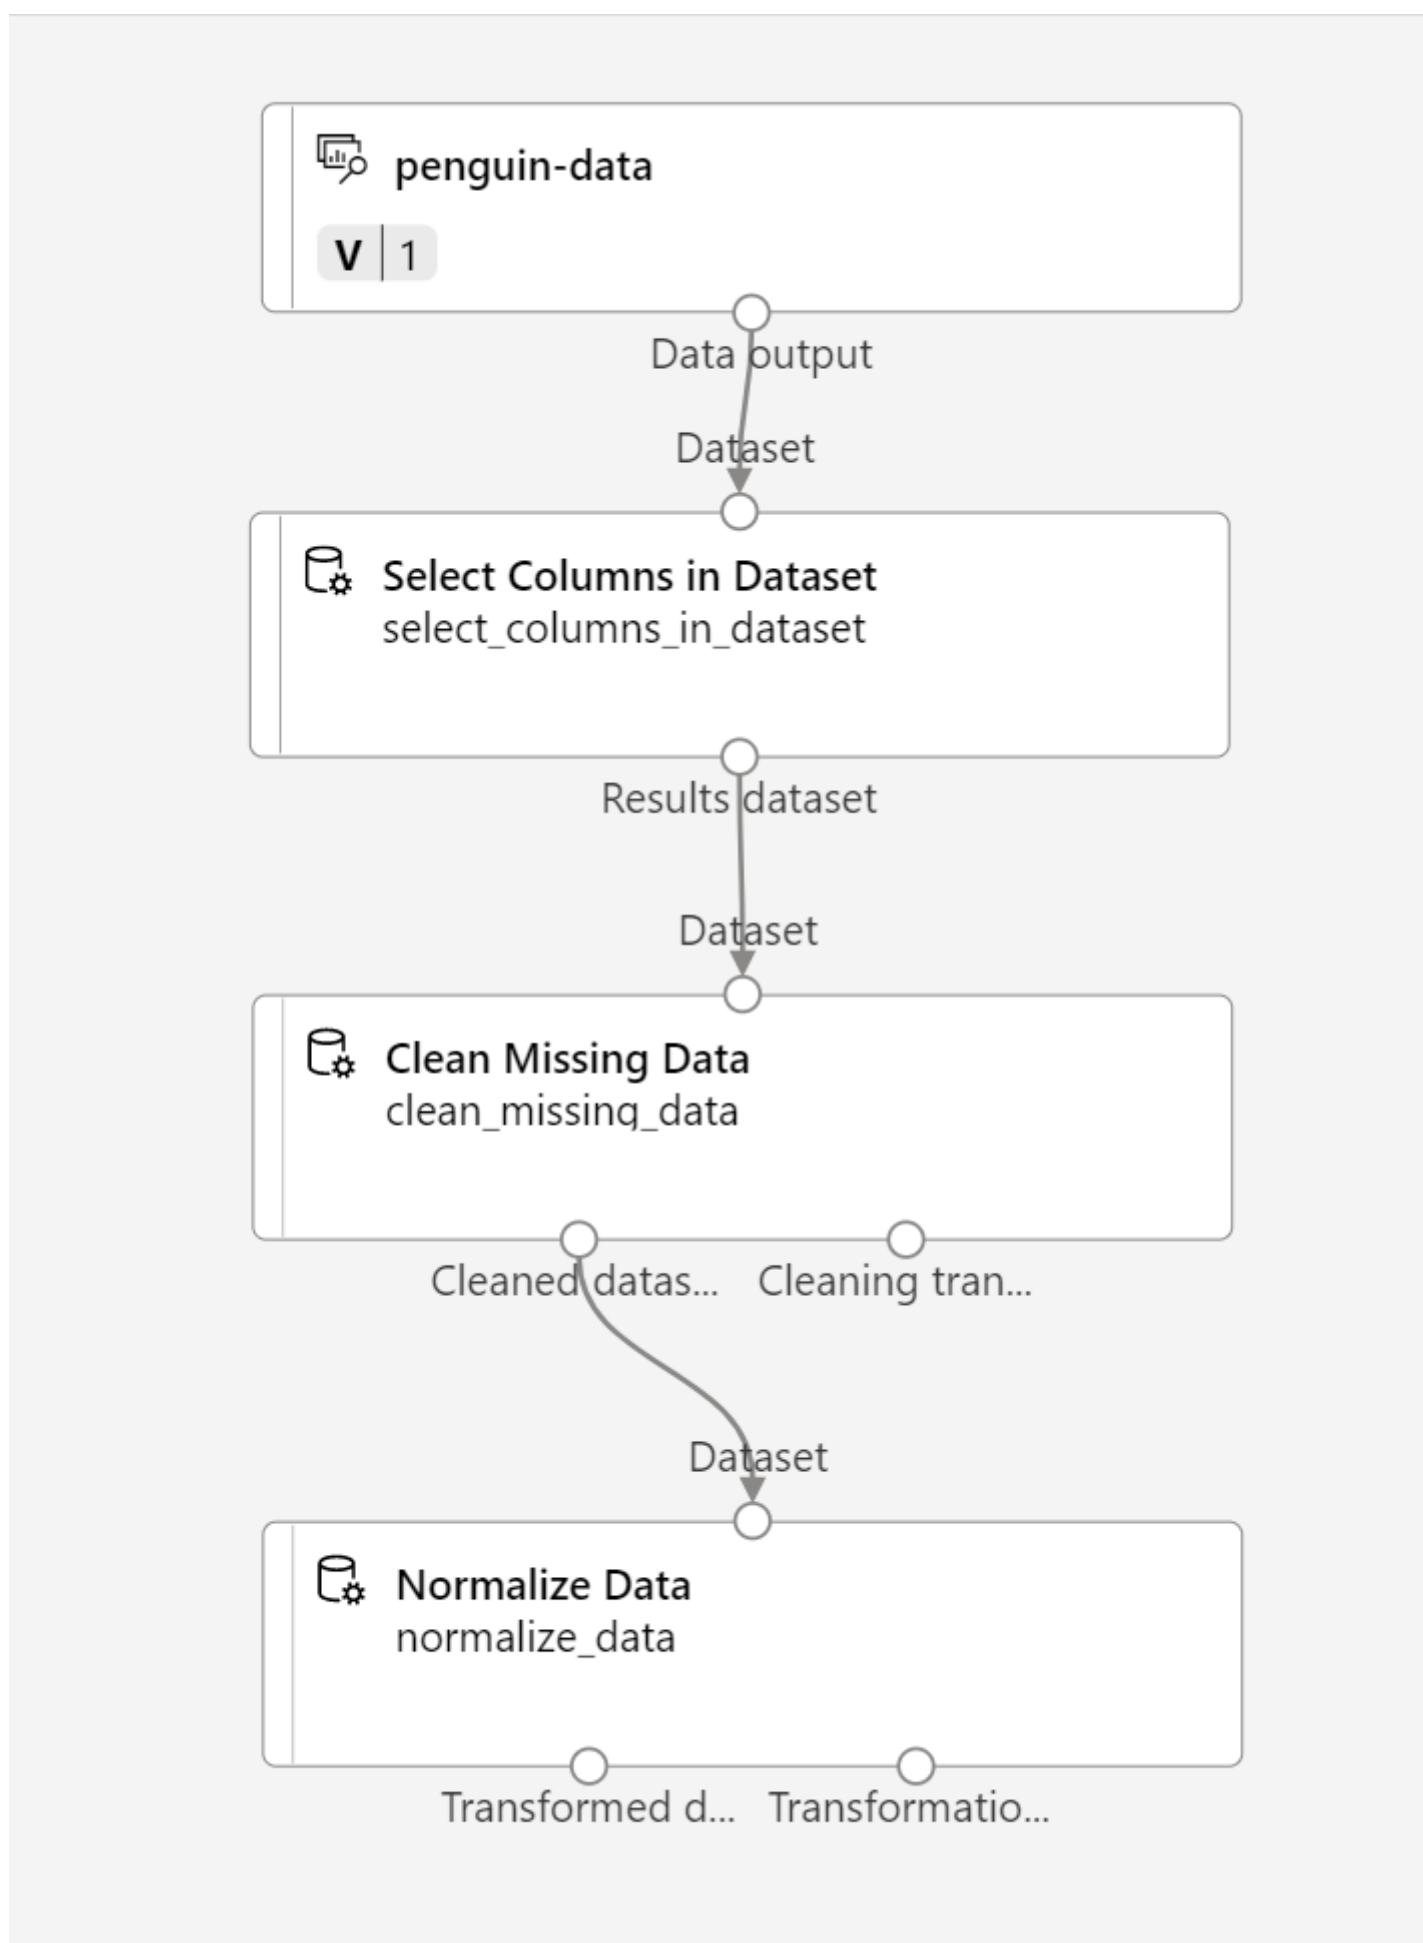 penguin-data
V 1
Data output
Dataset
Select Columns in Dataset
select_columns_in_dataset
Results dataset
Dataset
Clean Missing Data
clean_missing_data
Cleaned datas... Cleaning tran...
Dataset
Normalize Data
normalize_data
Transformed d... Transformatio...